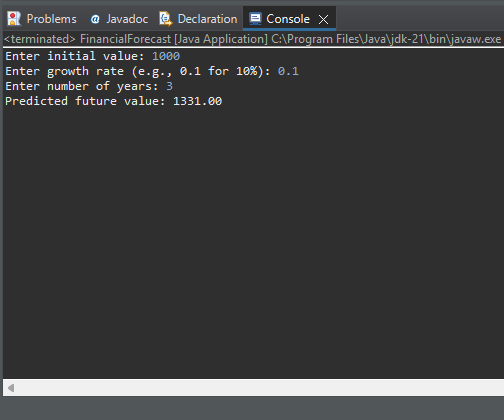 Problems @ Javadoc Declaration Console
<terminated> FinancialForecast [Java Application] C:\Program Files\Java\jdk-21\bin\javaw.exe
Enter initial value: 1000
Enter growth rate (e.g., 0.1 for 10%): 0.1
Enter number of years: 3
Predicted future value: 1331.00